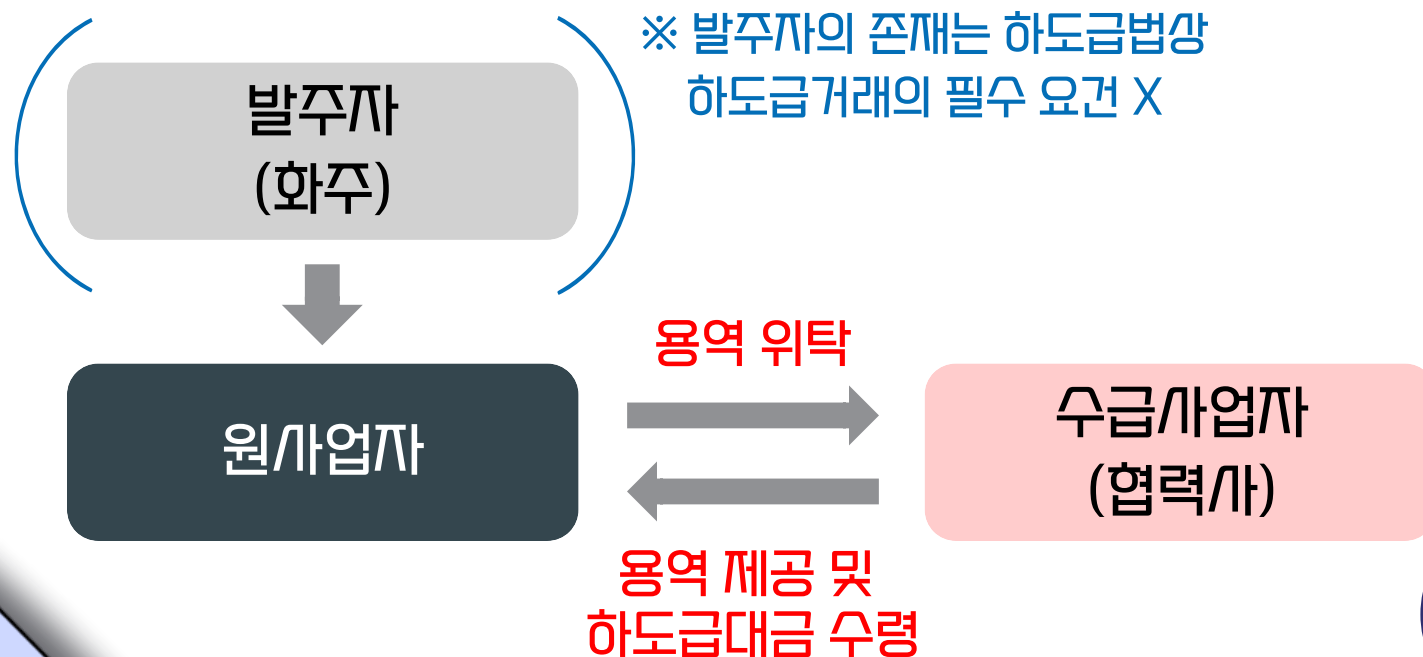 ※ 발주자의 존재는 하도급법상
하도급거래의 필수 요건 X
발주자
(화주)
용역 위탁
원사업자
수급사업자
(협력사)
용역 제공 및
하도급대금 수령